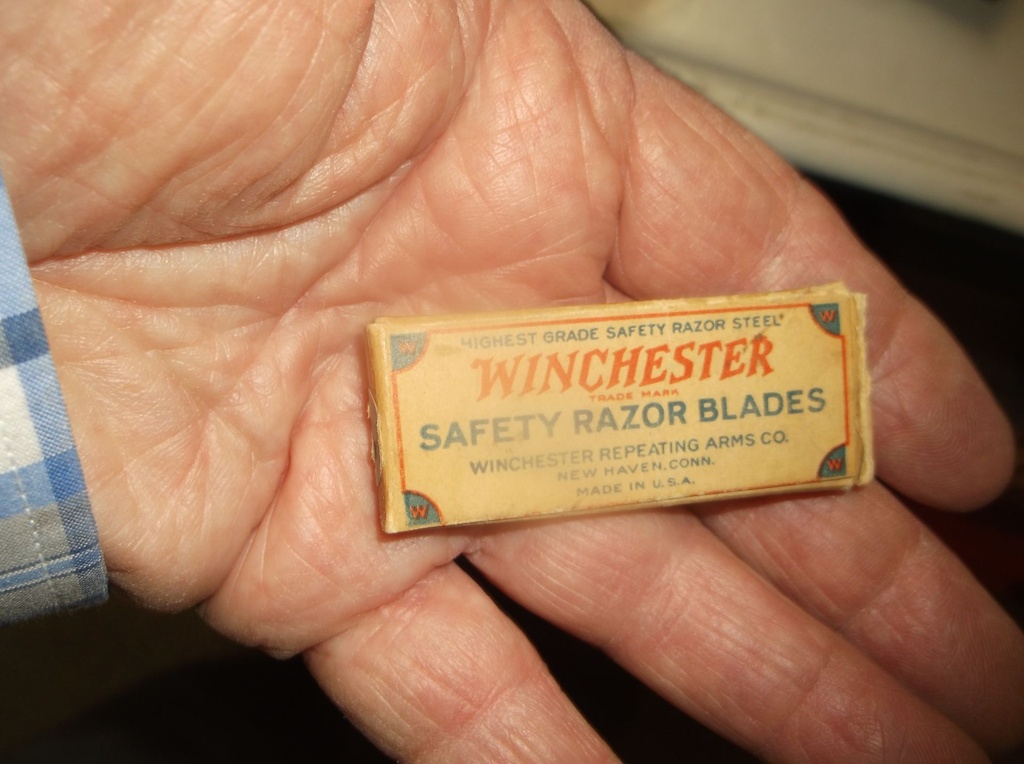 W W
HIGHEST GRADE SAFETY RAZOR STEEL
WINCHESTER
TRADE MARK
SAFETY RAZOR BLADES
WINCHESTER REPEATING ARMS CO.
NEW HAVEN, CONN.
MADE IN U.S.A.
W W